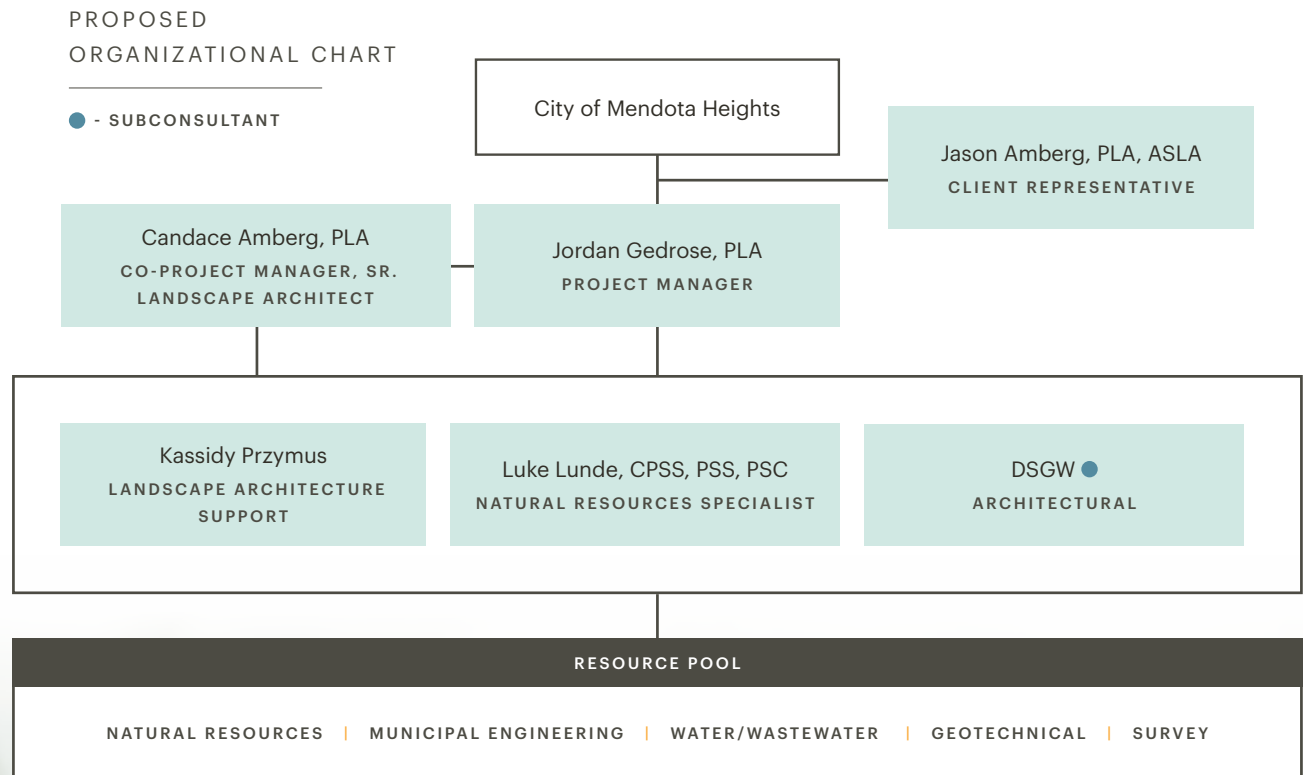 PROPOSED
ORGANIZATIONAL CHART
- SUBCONSULTANT
City of Mendota Heights
Jason Amberg, PLA, ASLA
CLIENT REPRESENTATIVE
Candace Amberg, PLA
CO-PROJECT MANAGER, SR.
LANDSCAPE ARCHITECT
Jordan Gedrose, PLA
PROJECT MANAGER
Kassidy Przymus
LANDSCAPE ARCHITECTURE
SUPPORT
Luke Lunde, CPSS, PSS, PSC
NATURAL RESOURCES SPECIALIST
DSGW
ARCHITECTURAL
RESOURCE POOL
NATURAL RESOURCES | MUNICIPAL ENGINEERING | WATER/WASTEWATER | GEOTECHNICAL | SURVEY